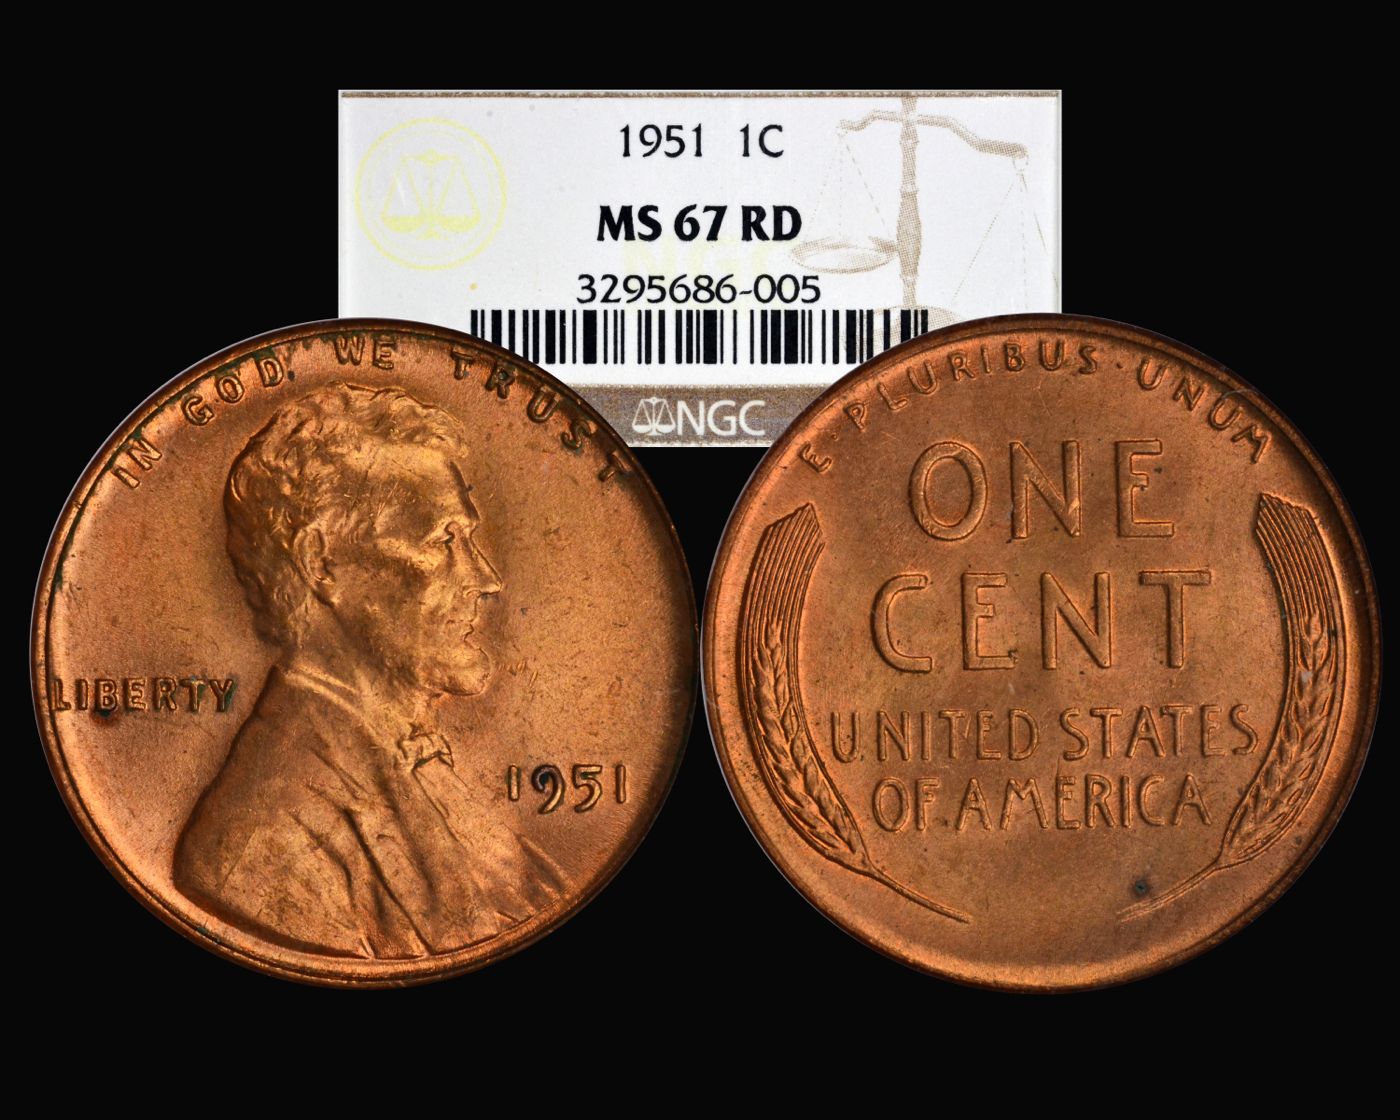 1951 1C
MS 67 RD
NGC
3295686-005
NGC
IN GOD WE TRUST
LIBERTY
1951
E·PLURIBUS·UNUM
ONE
CENT
UNITED STATES
OF AMERICA